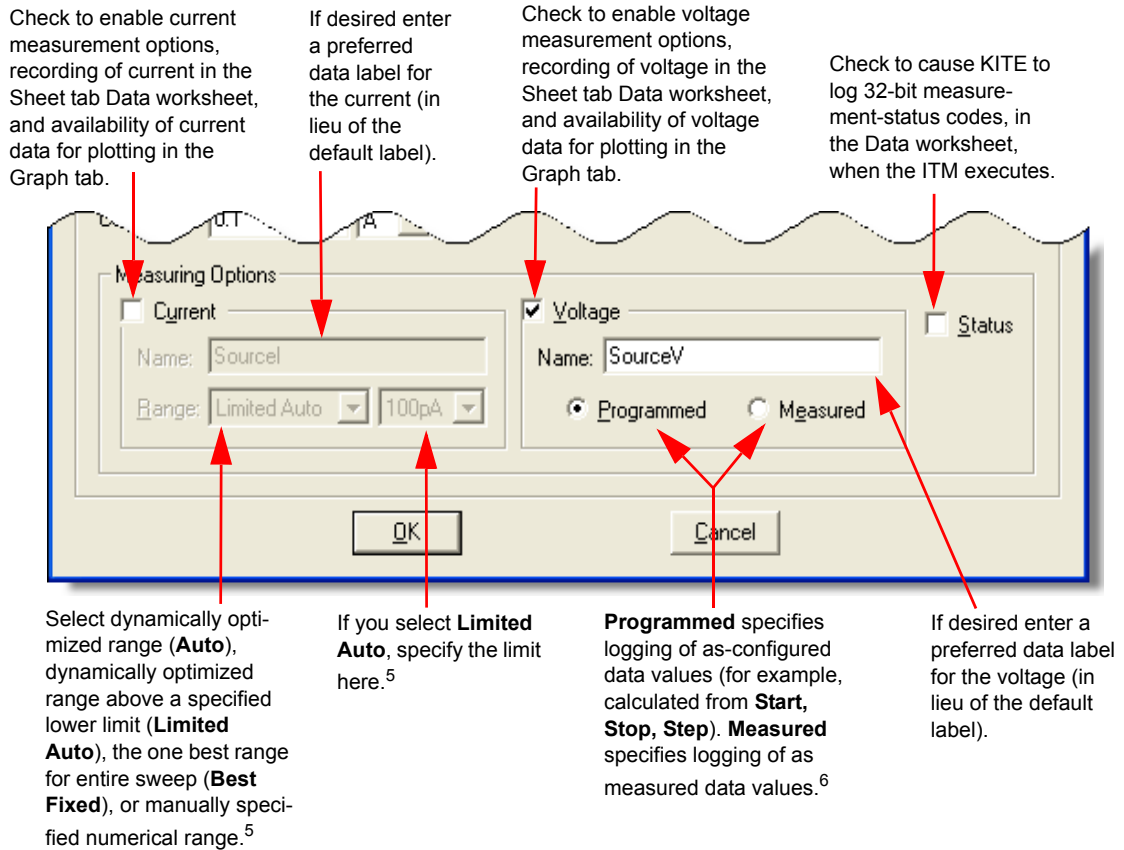 Check to enable current
measurement options,
recording of current in the
Sheet tab Data worksheet,
and availability of current
data for plotting in the
Graph tab.
If desired enter
a preferred
data label for
the current (in
lieu of the
default label).
Check to enable voltage
measurement options,
recording of voltage in the
Sheet tab Data worksheet,
and availability of voltage
data for plotting in the
Graph tab.
Check to cause KITE to
log 32-bit measure-
ment-status codes, in
the Data worksheet,
when the ITM executes.
0.1 A
Measuring Options
Current
Name: SourceI
Range: Limited Auto 100pA
Voltage
Name: SourceV
Programmed Measured
Status
OK Cancel
Select dynamically opti-
mized range (Auto),
dynamically optimized
range above a specified
lower limit (Limited
Auto), the one best range
for entire sweep (Best
Fixed), or manually speci-
fied numerical range.5
If you select Limited
Auto, specify the limit
here.5
Programmed specifies
logging of as-configured
data values (for example,
calculated from Start,
Stop, Step). Measured
specifies logging of as
measured data values.6
If desired enter a
preferred data label
for the voltage (in
lieu of the default
label).